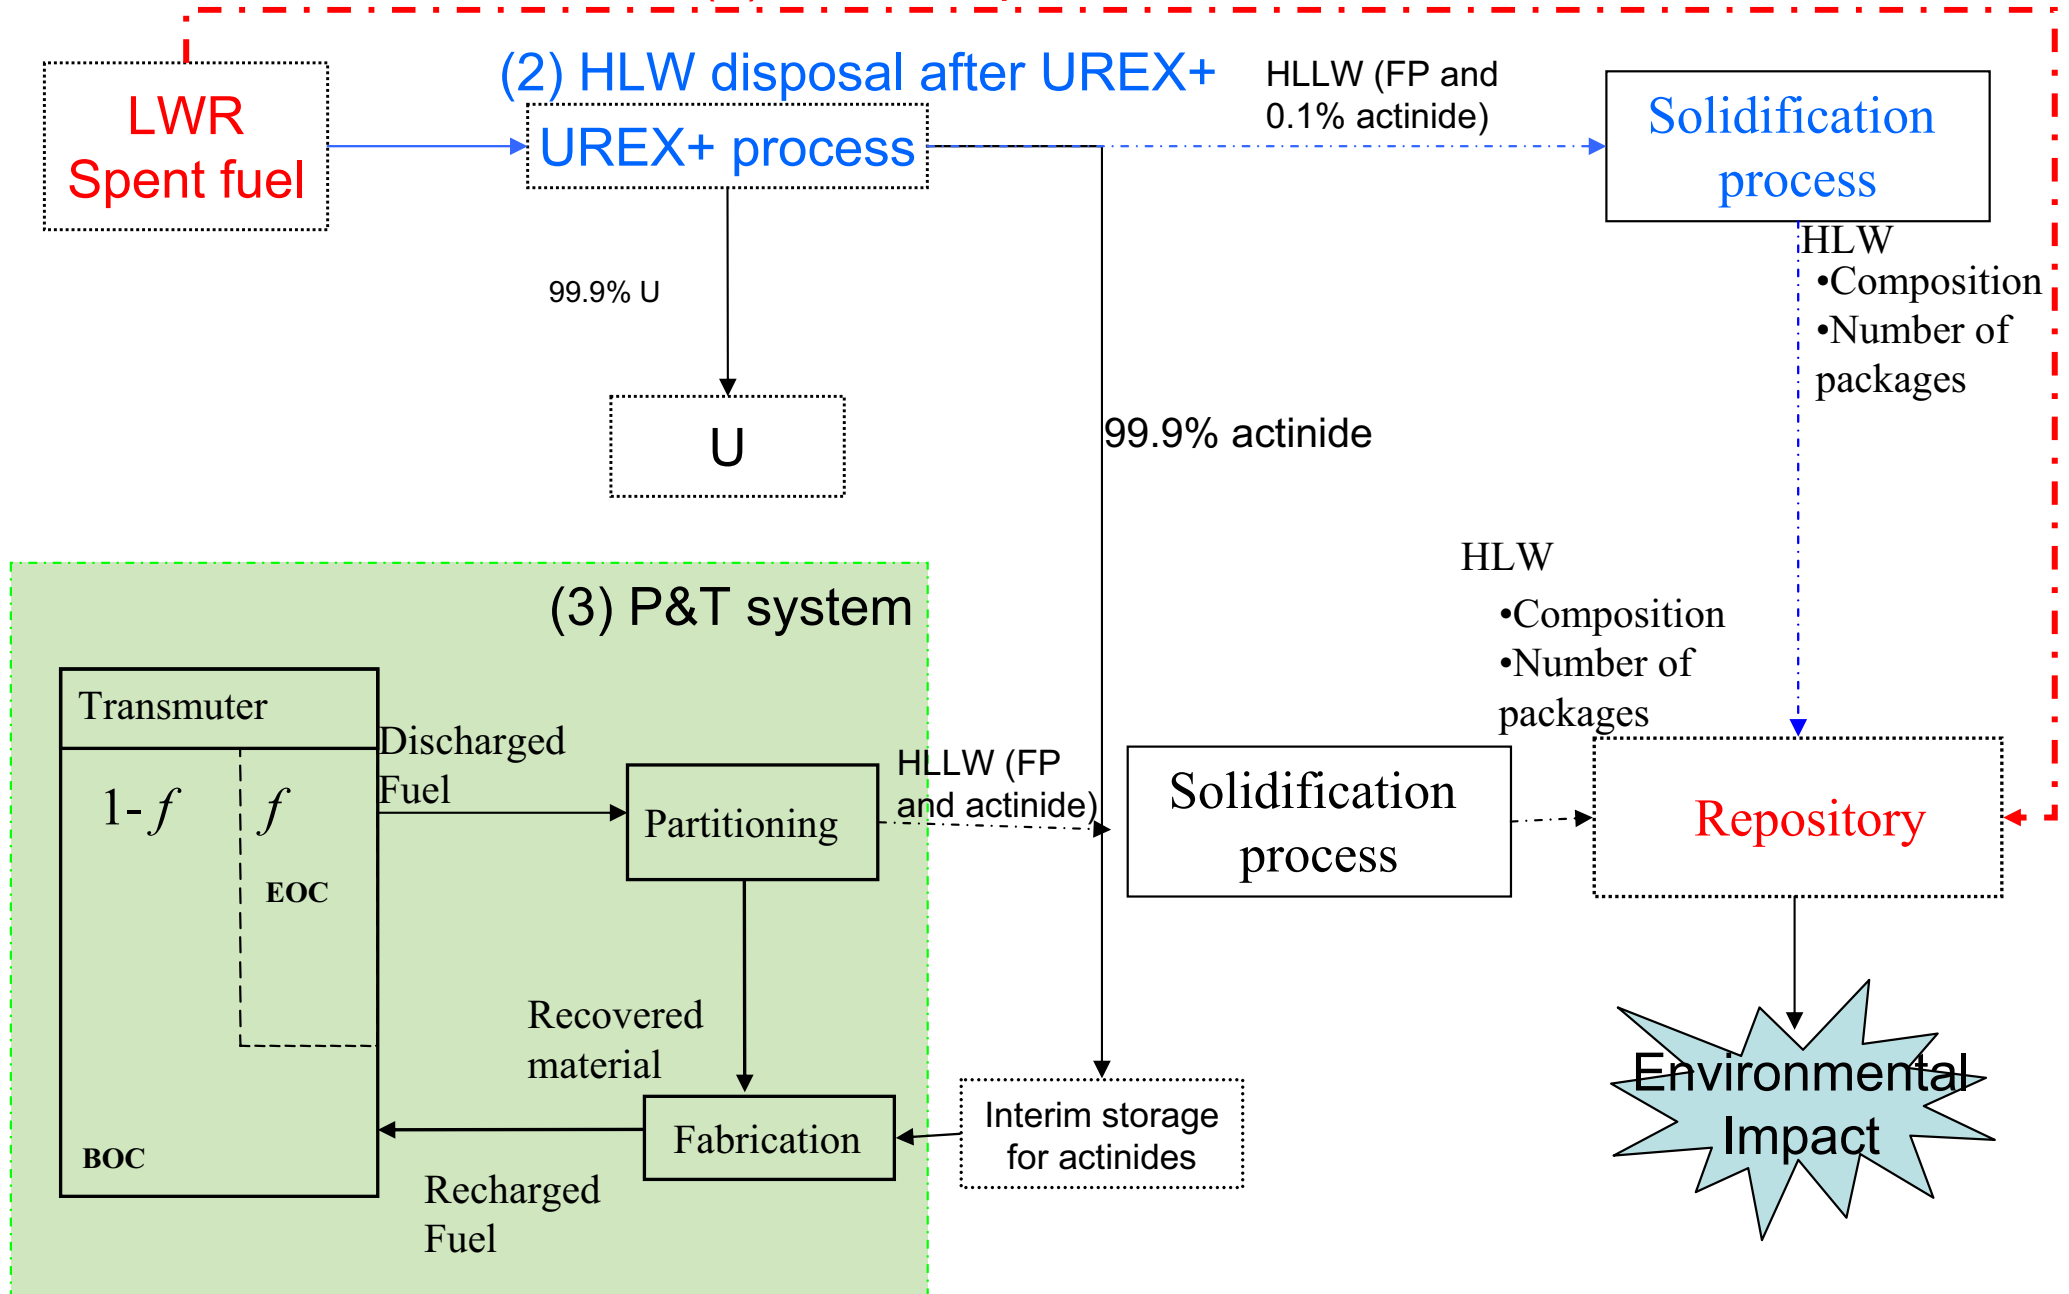 (2) HLW disposal after UREX+
LWR
Spent fuel
UREX+ process
HLLW (FP and
0.1% actinide)
Solidification
process
HLW
•Composition
•Number of
packages
99.9% U
U
99.9% actinide
HLW
•Composition
•Number of
packages
(3) P&T system
Transmuter
1-f
f
EOC
BOC
Discharged
Fuel
Partitioning
HLLW (FP
and actinide)
Solidification
process
Repository
Recovered
material
Fabrication
Recharged
Fuel
Interim storage
for actinides
Environmental
Impact